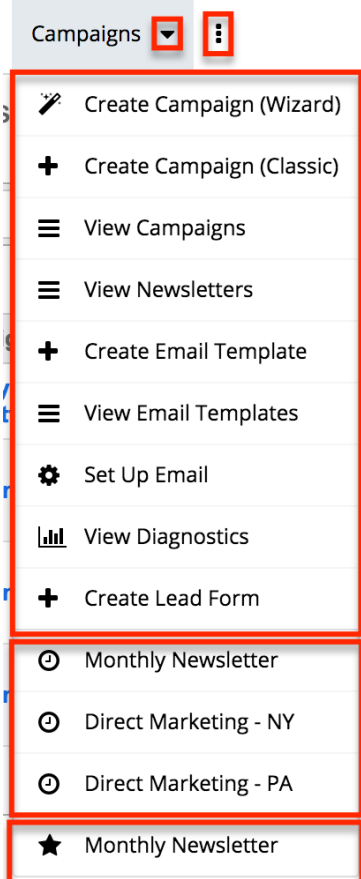 Campaigns
Create Campaign (Wizard)
Create Campaign (Classic)
View Campaigns
View Newsletters
Create Email Template
View Email Templates
Set Up Email
View Diagnostics
Create Lead Form
Monthly Newsletter
Direct Marketing - NY
Direct Marketing - PA
Monthly Newsletter